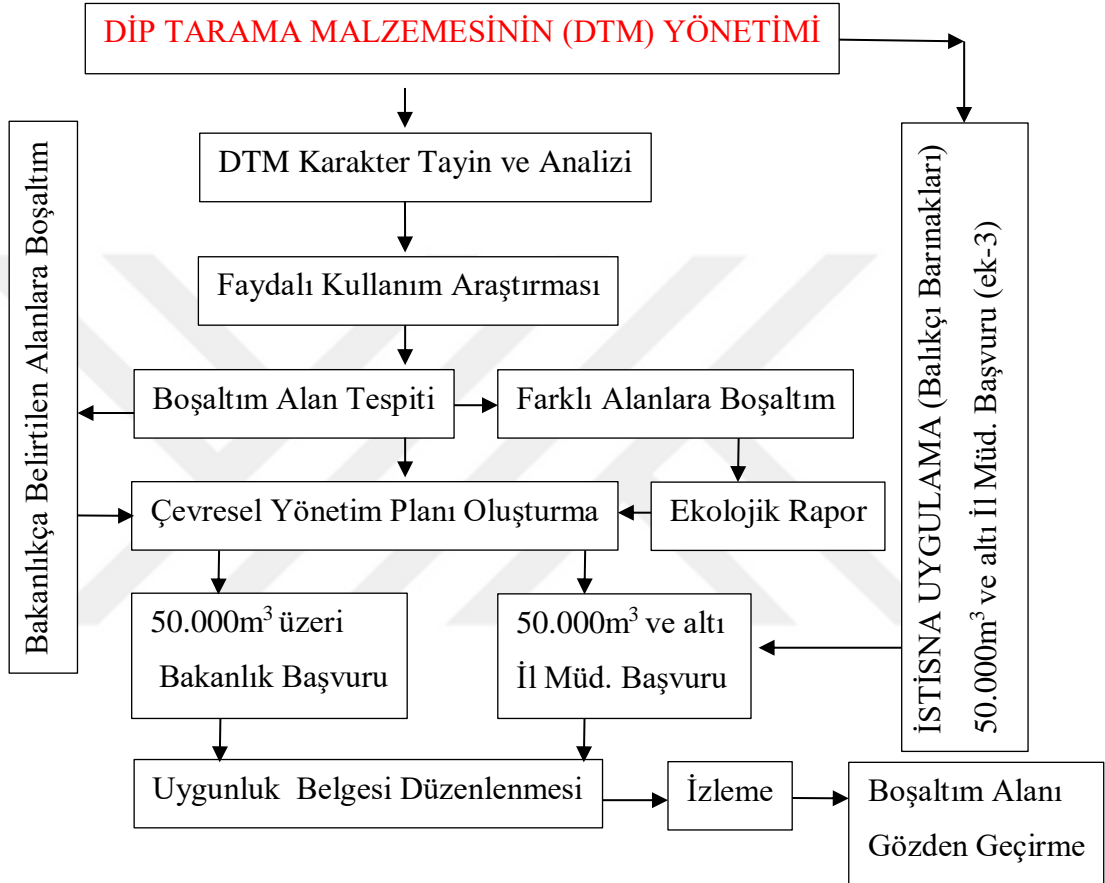 DİP TARAMA MALZEMESİNİN (DTM) YÖNETİMİ
DTM Karakter Tayin ve Analizi
Faydalı Kullanım Araştırması
Boşaltım Alan Tespiti
Farklı Alanlara Boşaltım
Bakanlıkça Belirtilen Alanlara Boşaltım
Çevresel Yönetim Planı Oluşturma
Ekolojik Rapor
İSTİSNA UYGULAMA (Balıkçı Barınakları)
50.000m³ ve altı İl Müd. Başvuru (ek-3)
50.000m³ üzeri
Bakanlık Başvuru
50.000m³ ve altı
İl Müd. Başvuru
Uygunluk Belgesi Düzenlenmesi
İzleme
Boşaltım Alanı
Gözden Geçirme